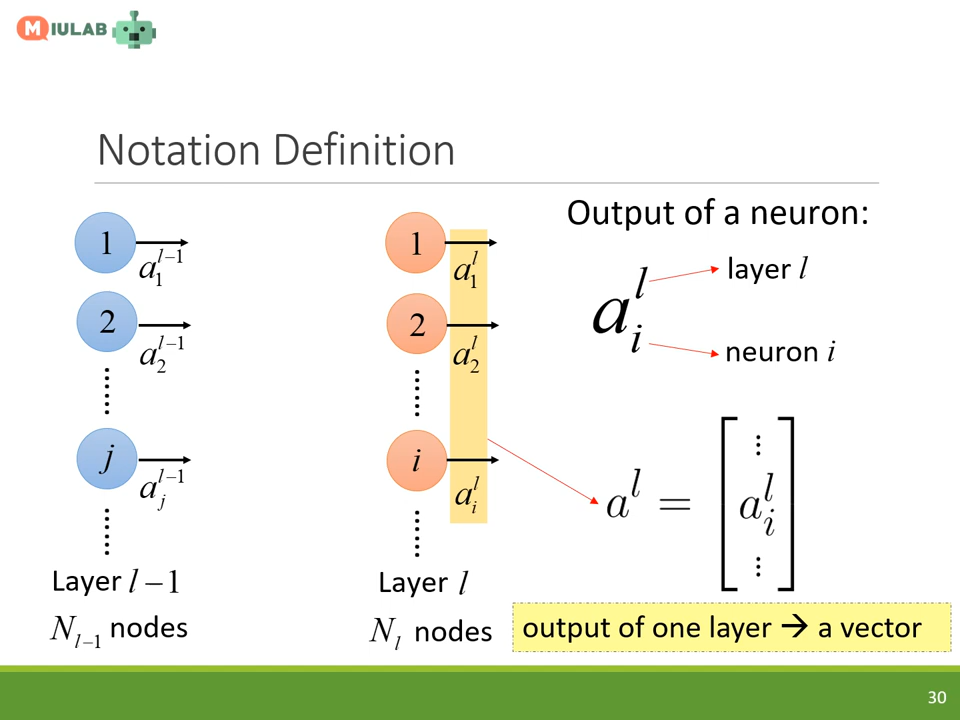 MIULAB
Notation Definition
1
a_1^{l-1}
2
a_2^{l-1}
⋮
j
a_j^{l-1}
⋮
Layer l−1
N_{l-1} nodes
1
a_1^l
2
a_2^l
⋮
i
a_i^l
⋮
Layer l
N_l nodes
Output of a neuron:
a_i^l
layer l
neuron i
a^l = [⋮ a_i^l ⋮]
output of one layer → a vector
30